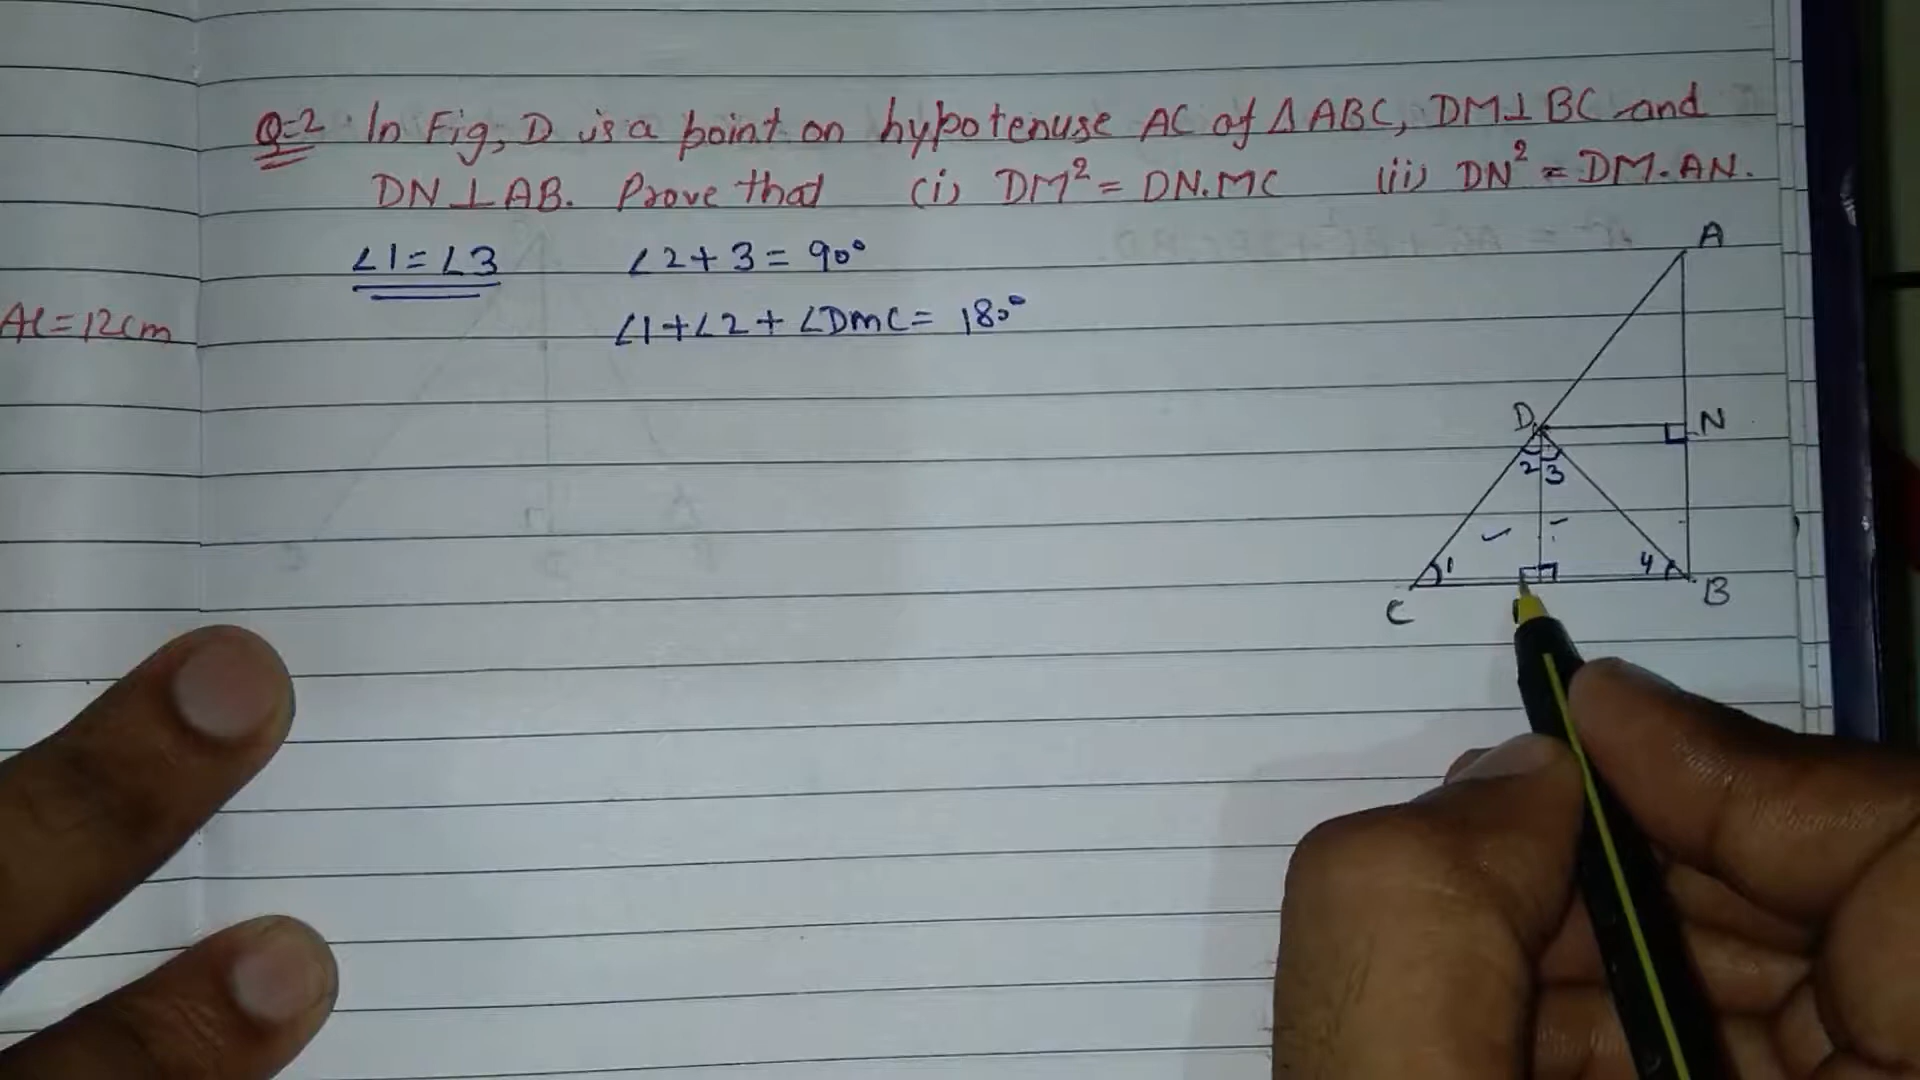 Q=2 In Fig, D is a point on hypotenuse AC of ΔABC, DM⊥BC and
DN⊥AB. Prove that (i) DM² = DN.MC (ii) DN² = DM.AN.
∠1=∠3 ∠2+3=90°
∠1+∠2+∠DMC=180°
AC=12cm
A
D
N
2 3
1
4
C
B